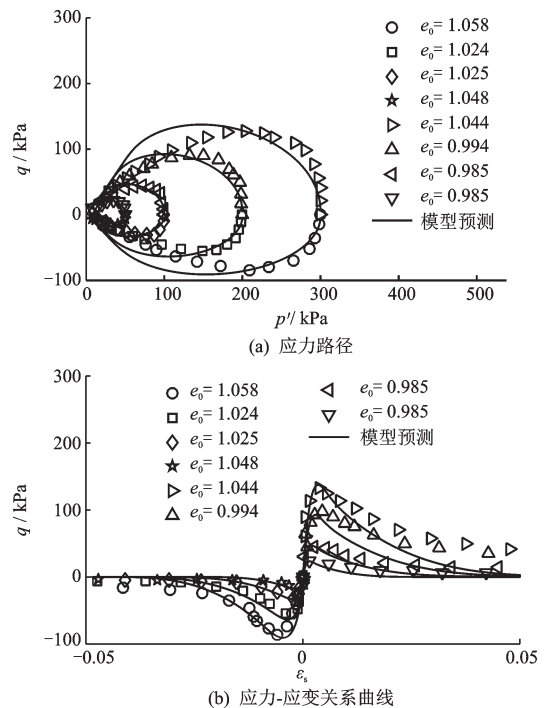 300
200
100
0
−100
q / kPa
0
100
200
300
400
500
p′/ kPa
e0= 1.058
e0= 1.024
e0= 1.025
e0= 1.048
e0= 1.044
e0= 0.994
e0= 0.985
e0= 0.985
模型预测
(a) 应力路径
300
200
100
0
−100
q / kPa
e0= 1.058
e0= 1.024
e0= 1.025
e0= 1.048
e0= 1.044
e0= 0.994
e0= 0.985
e0= 0.985
模型预测
−0.05
0
0.05
εs
(b) 应力-应变关系曲线